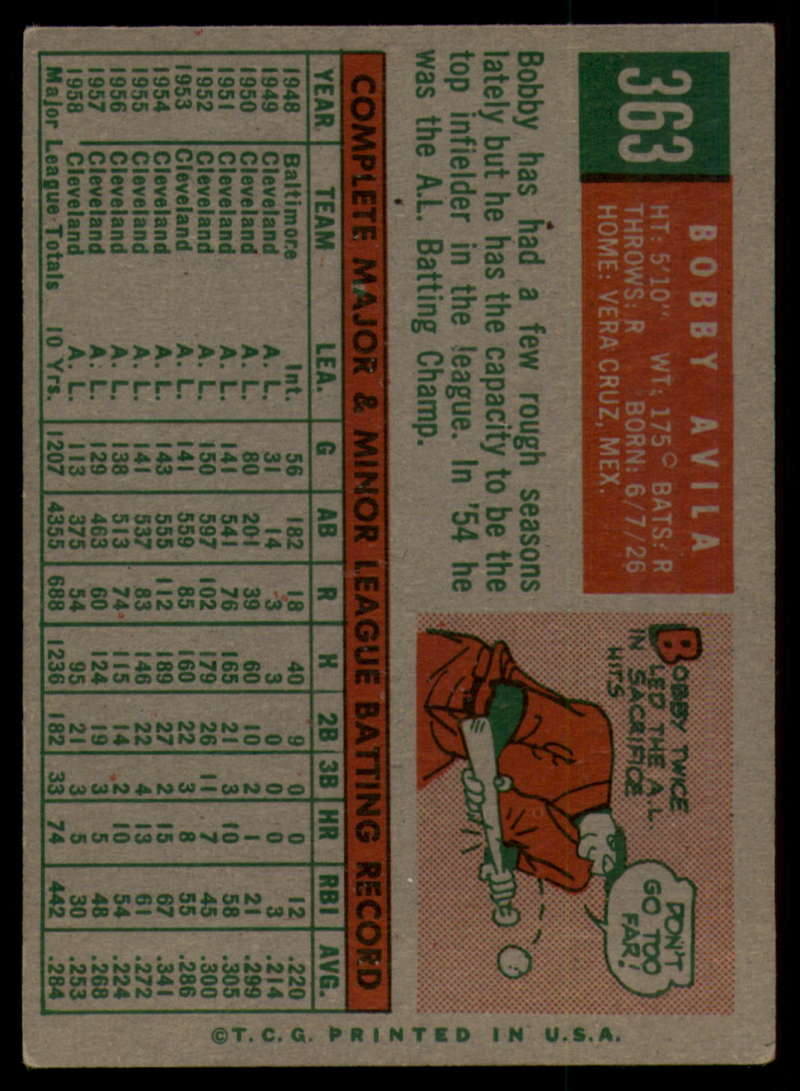 363
BOBBY AVILA
HT: 5'10" WT: 175 BATS: R
THROWS: R BORN: 6/7/26
HOME: VERA CRUZ, MEX.
Bobby has had a few rough seasons
lately but he has the capacity to be the
top infielder in the league. In '54 he
was the A.L. Batting Champ.
BOBBY TWICE
LED THE A.L.
IN SACRIFICE
HITS
DON'T
GO TOO
FAR!
COMPLETE MAJOR & MINOR LEAGUE BATTING RECORD
YEAR TEAM LEA. G AB R H 2B 3B HR RBI AVG.
1948 Baltimore Int. 56 182 18 40 9 0 0 12 .220
1949 Cleveland A. L. 31 14 3 3 0 0 0 3 .214
1950 Cleveland A. L. 80 201 39 60 10 2 1 21 .299
1951 Cleveland A. L. 141 541 76 165 21 3 10 58 .305
1952 Cleveland A. L. 150 597 102 179 26 11 7 45 .300
1953 Cleveland A. L. 141 559 85 160 22 3 8 55 .286
1954 Cleveland A. L. 143 555 112 189 27 2 15 67 .341
1955 Cleveland A. L. 141 537 83 146 22 4 13 61 .272
1956 Cleveland A. L. 138 513 74 115 14 2 10 54 .224
1957 Cleveland A. L. 129 463 60 124 19 3 5 48 .268
1958 Cleveland A. L. 113 375 54 95 21 3 5 30 .253
Major League Totals 10 Yrs. 1207 4355 688 1236 182 33 74 442 .284
©T.C.G. PRINTED IN U.S.A.